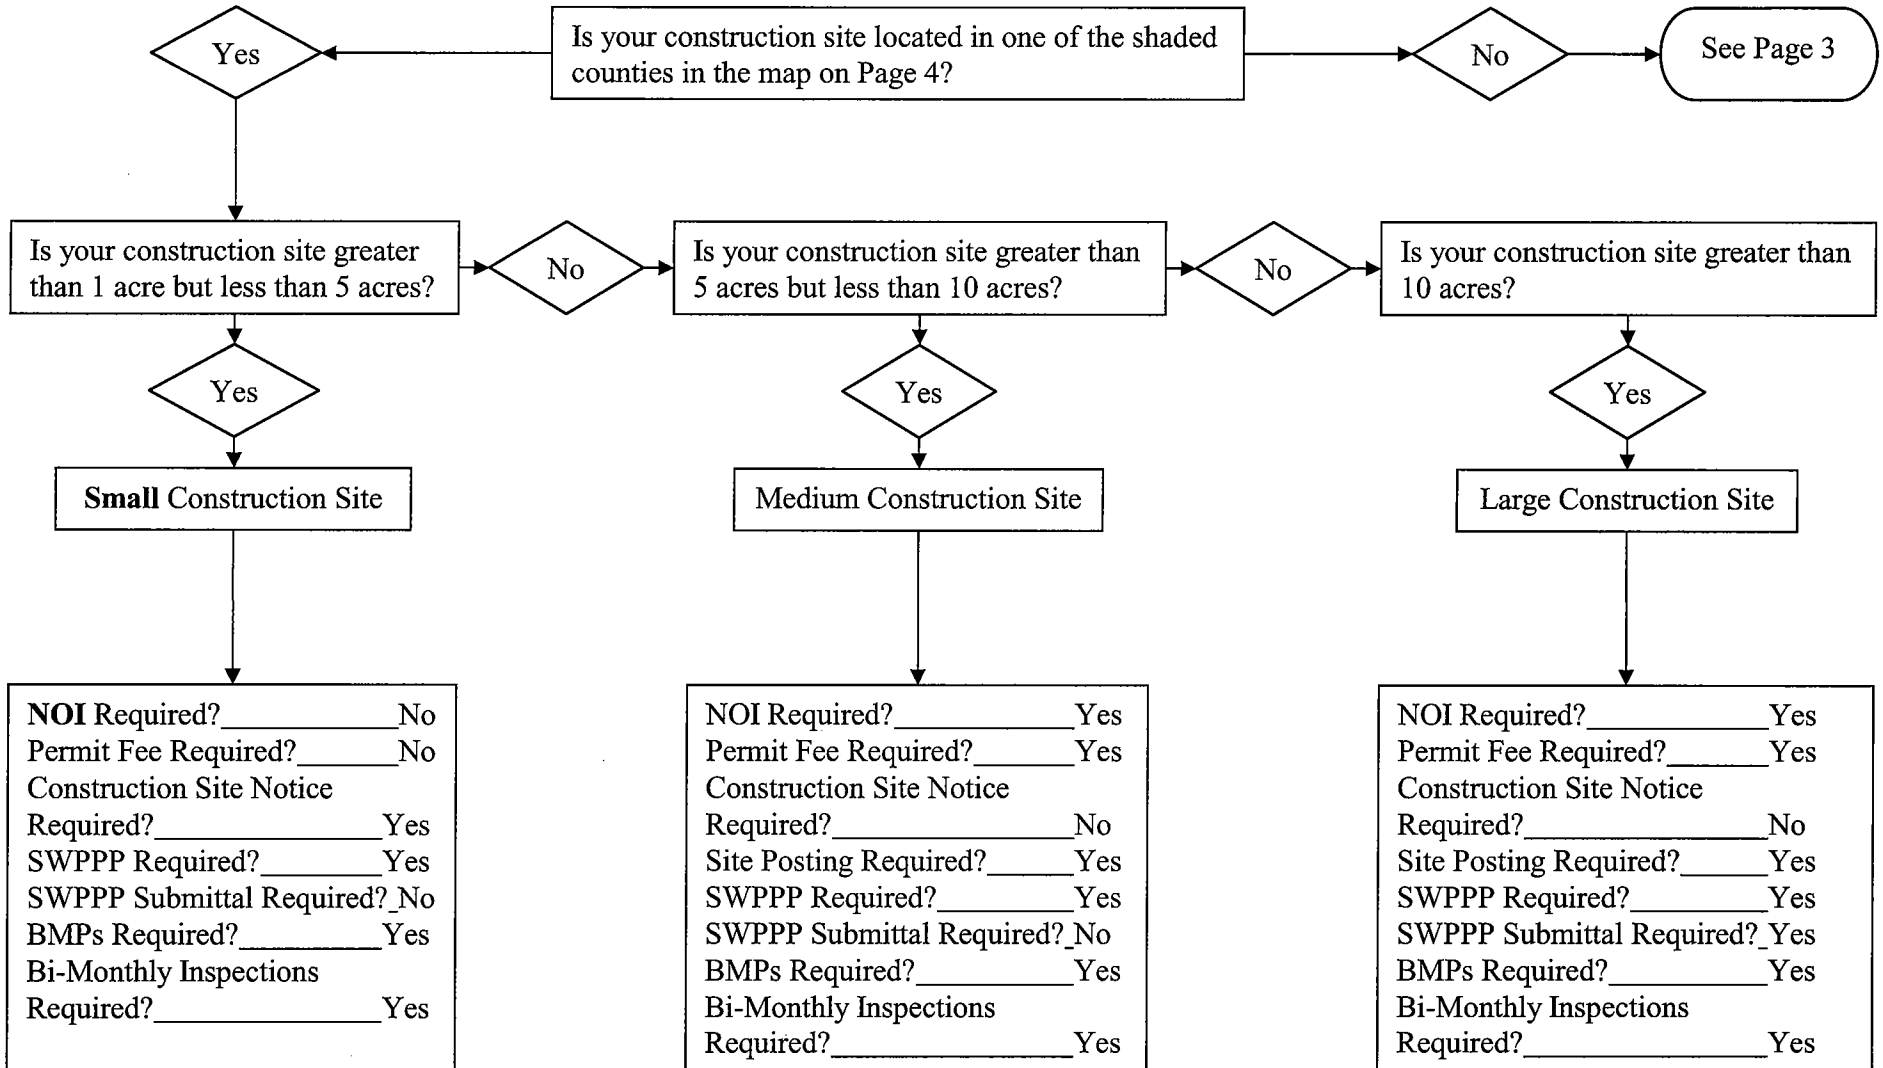 Yes
Is your construction site located in one of the shaded
counties in the map on Page 4?
No
See Page 3
Is your construction site greater
than 1 acre but less than 5 acres?
No
Is your construction site greater than
5 acres but less than 10 acres?
No
Is your construction site greater than
10 acres?
Yes
Yes
Yes
Small Construction Site
Medium Construction Site
Large Construction Site
NOI Required?____________No
Permit Fee Required?_______No
Construction Site Notice
Required?________________Yes
SWPPP Required?________Yes
SWPPP Submittal Required?_No
BMPs Required?__________Yes
Bi-Monthly Inspections
Required?________________Yes
NOI Required?____________Yes
Permit Fee Required?_______Yes
Construction Site Notice
Required?_________________No
Site Posting Required?______Yes
SWPPP Required?_________Yes
SWPPP Submittal Required?_No
BMPs Required?___________Yes
Bi-Monthly Inspections
Required?_________________Yes
NOI Required?____________Yes
Permit Fee Required?_______Yes
Construction Site Notice
Required?_________________No
Site Posting Required?______Yes
SWPPP Required?_________Yes
SWPPP Submittal Required?_Yes
BMPs Required?___________Yes
Bi-Monthly Inspections
Required?_________________Yes